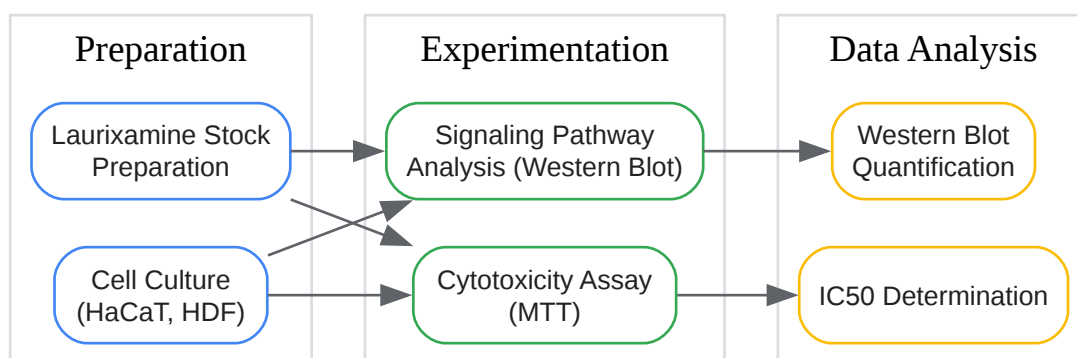 Preparation
Laurixamine Stock
Preparation
Cell Culture
(HaCaT, HDF)
Experimentation
Signaling Pathway
Analysis (Western Blot)
Cytotoxicity Assay
(MTT)
Data Analysis
Western Blot
Quantification
IC50 Determination